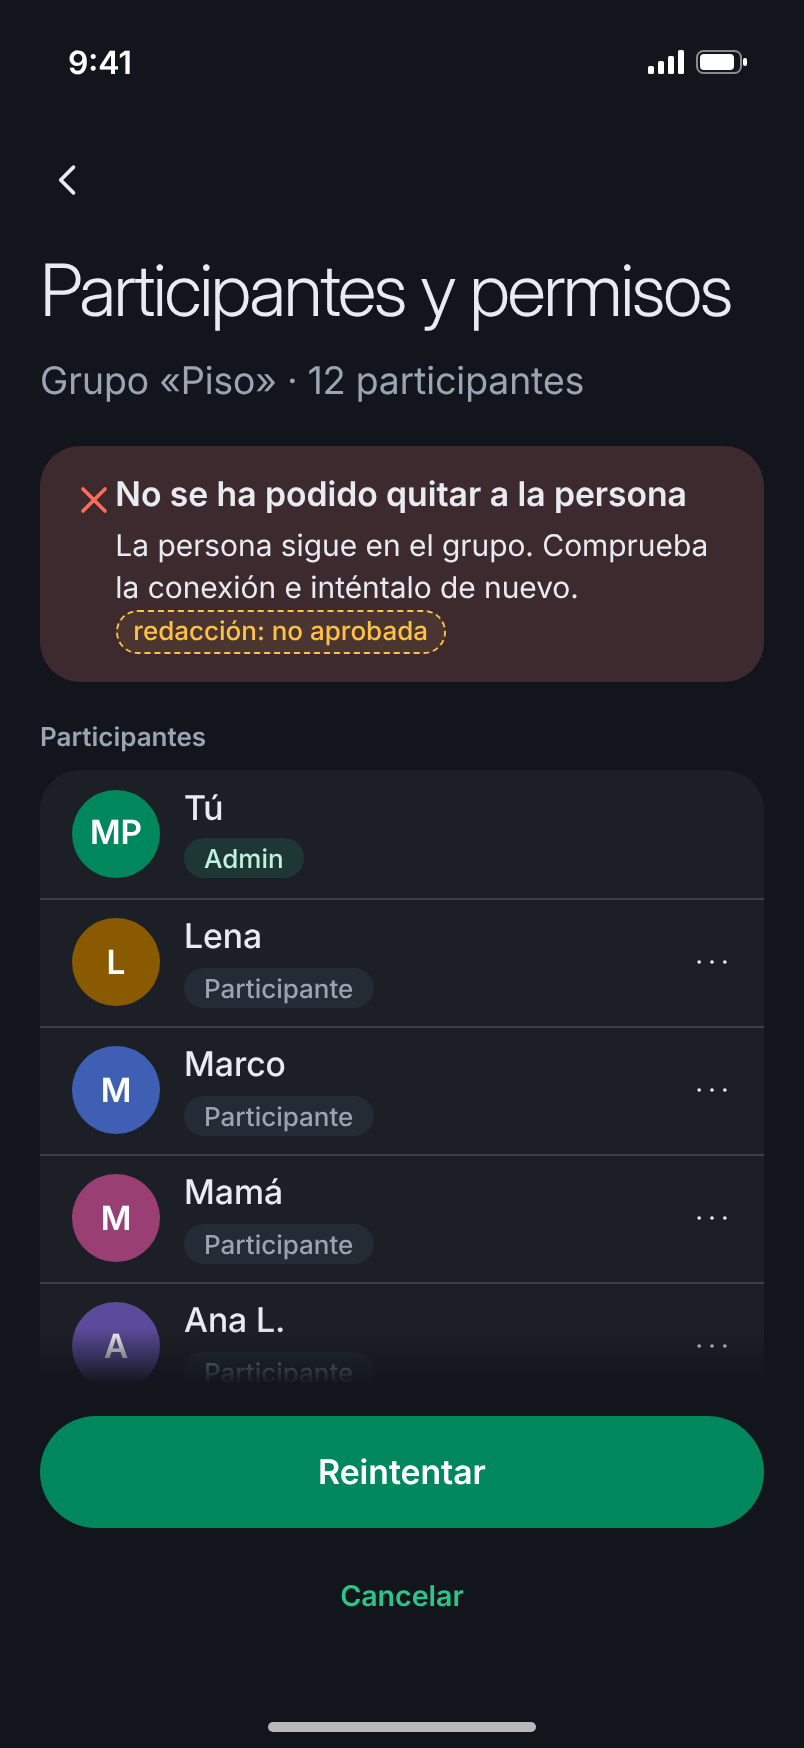 9:41
Participantes y permisos
Grupo «Piso» · 12 participantes
No se ha podido quitar a la persona
La persona sigue en el grupo. Comprueba
la conexión e inténtalo de nuevo.
redacción: no aprobada
Participantes
MP
Tú
Admin
L
Lena
Participante
M
Marco
Participante
M
Mamá
Participante
A
Ana L.
Participante
Reintentar
Cancelar